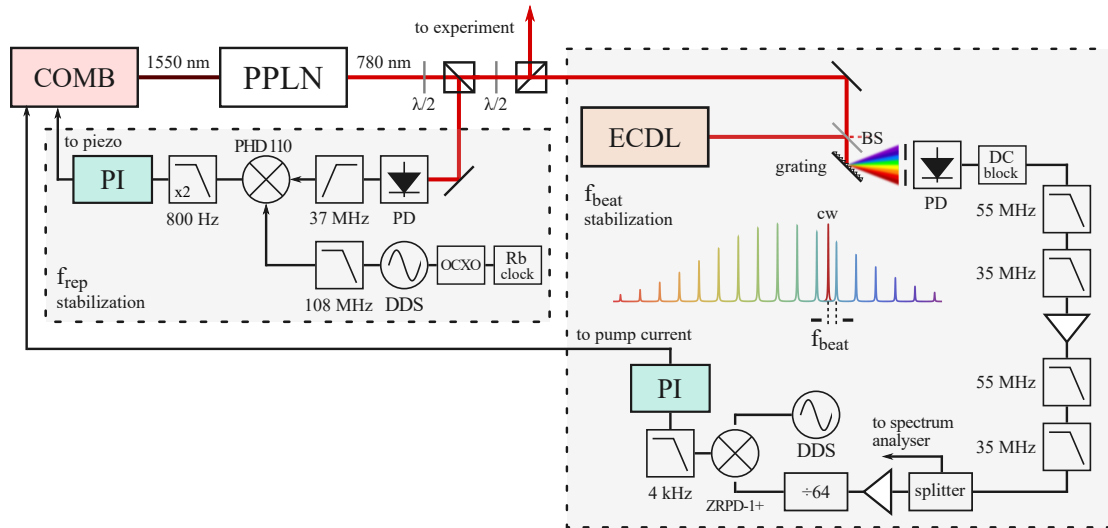 to experiment
COMB
1550 nm
PPLN
780 nm
λ/2
λ/2
to piezo
PHD 110
PI
x2
800 Hz
37 MHz
PD
108 MHz
DDS
OCXO
Rb
clock
f_rep
stabilization
ECDL
BS
grating
PD
DC
block
f_beat
stabilization
cw
f_beat
55 MHz
35 MHz
55 MHz
35 MHz
to pump current
PI
4 kHz
ZRPD-1+
DDS
÷64
to spectrum
analyser
splitter